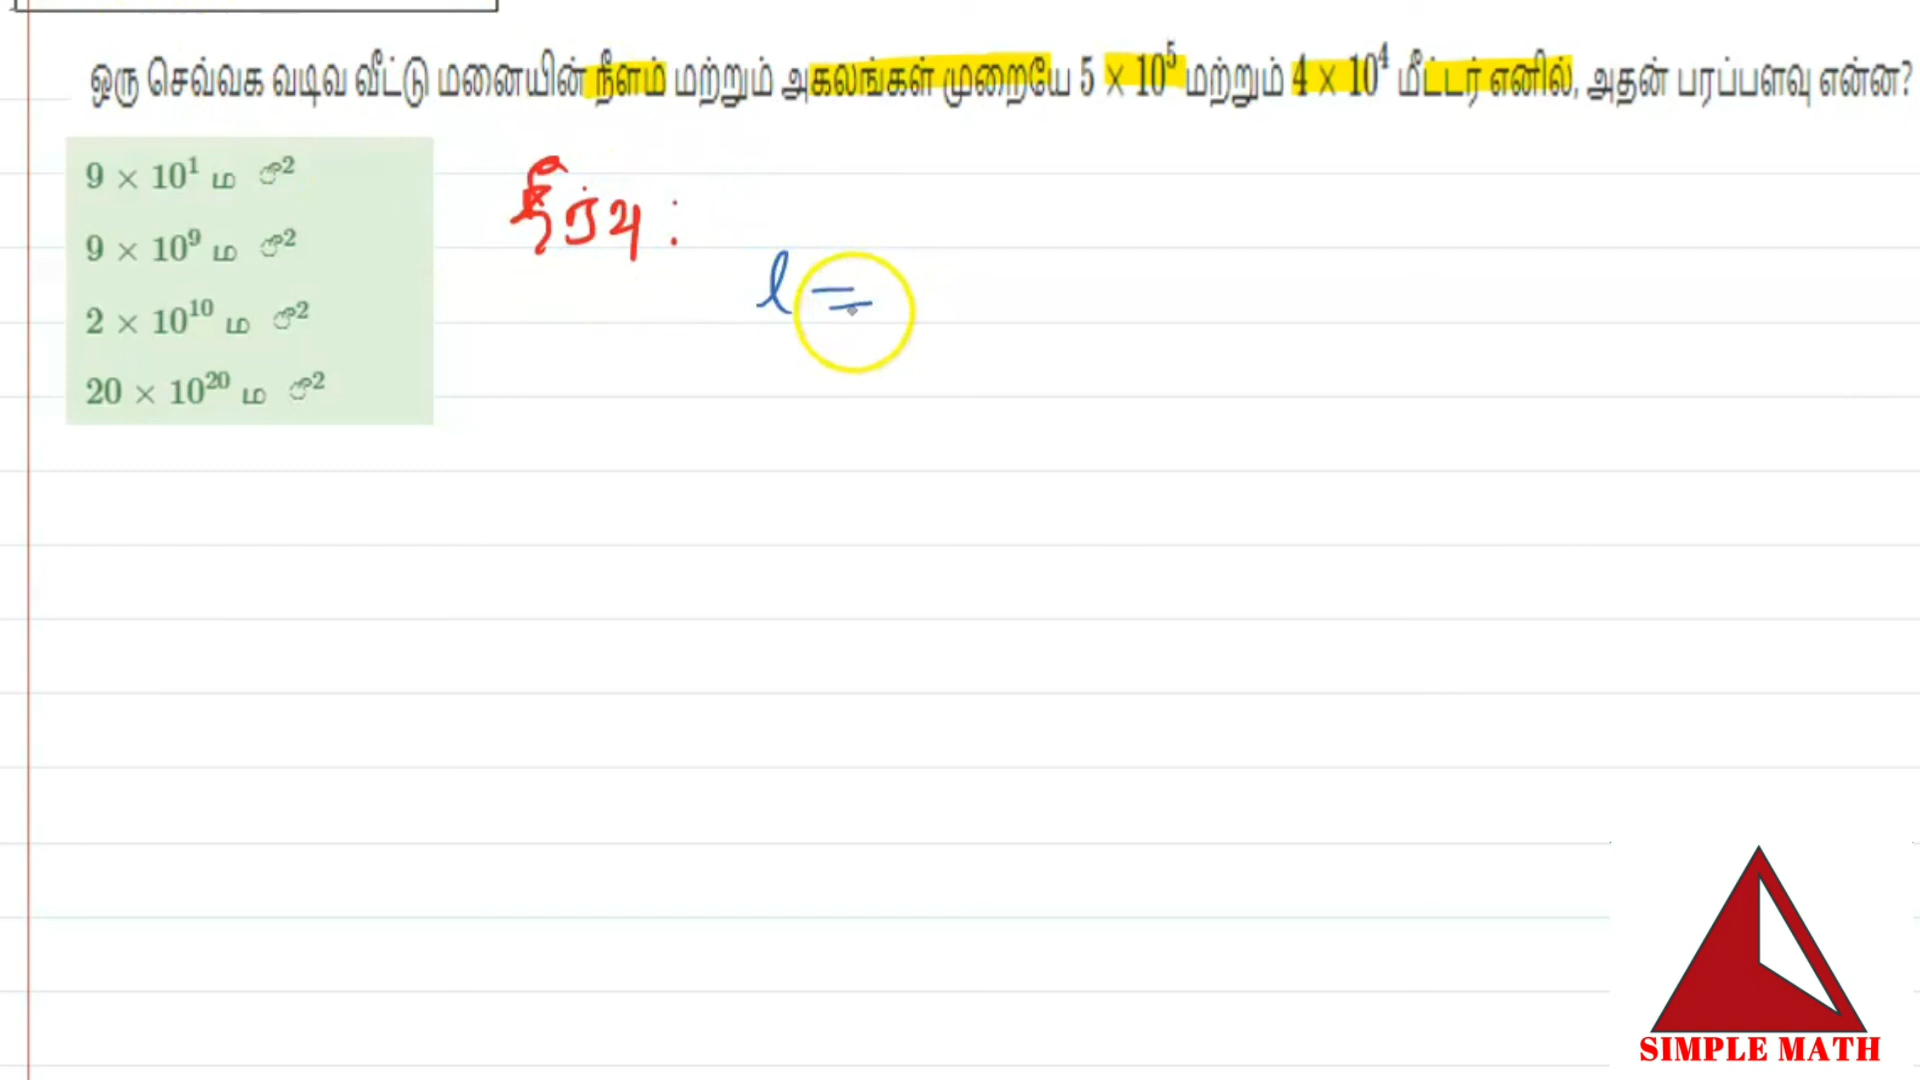 ஒரு செவ்வக வடிவ வீட்டு மனையின் நீளம் மற்றும் அகலங்கள் முறையே 5 × 10⁵ மற்றும் 4 × 10⁴ மீட்டர் எனில், அதன் பரப்பளவு என்ன?
9 × 10¹ ம ீ²
9 × 10⁹ ம ீ²
2 × 10¹⁰ ம ீ²
20 × 10²⁰ ம ீ²
தீர்வு :
l =
SIMPLE MATH